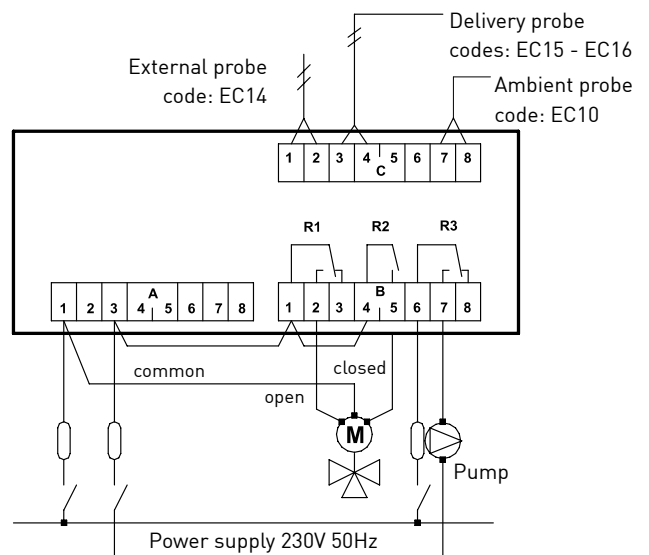 Delivery probe
codes: EC15 - EC16
External probe
code: EC14
Ambient probe
code: EC10
1 2 3 4 5 6 7 8
C
R1 R2 R3
A
1 2 3 4 5 6 7 8
B
1 2 3 4 5 6 7 8
common
closed
open
M
Pump
Power supply 230V 50Hz